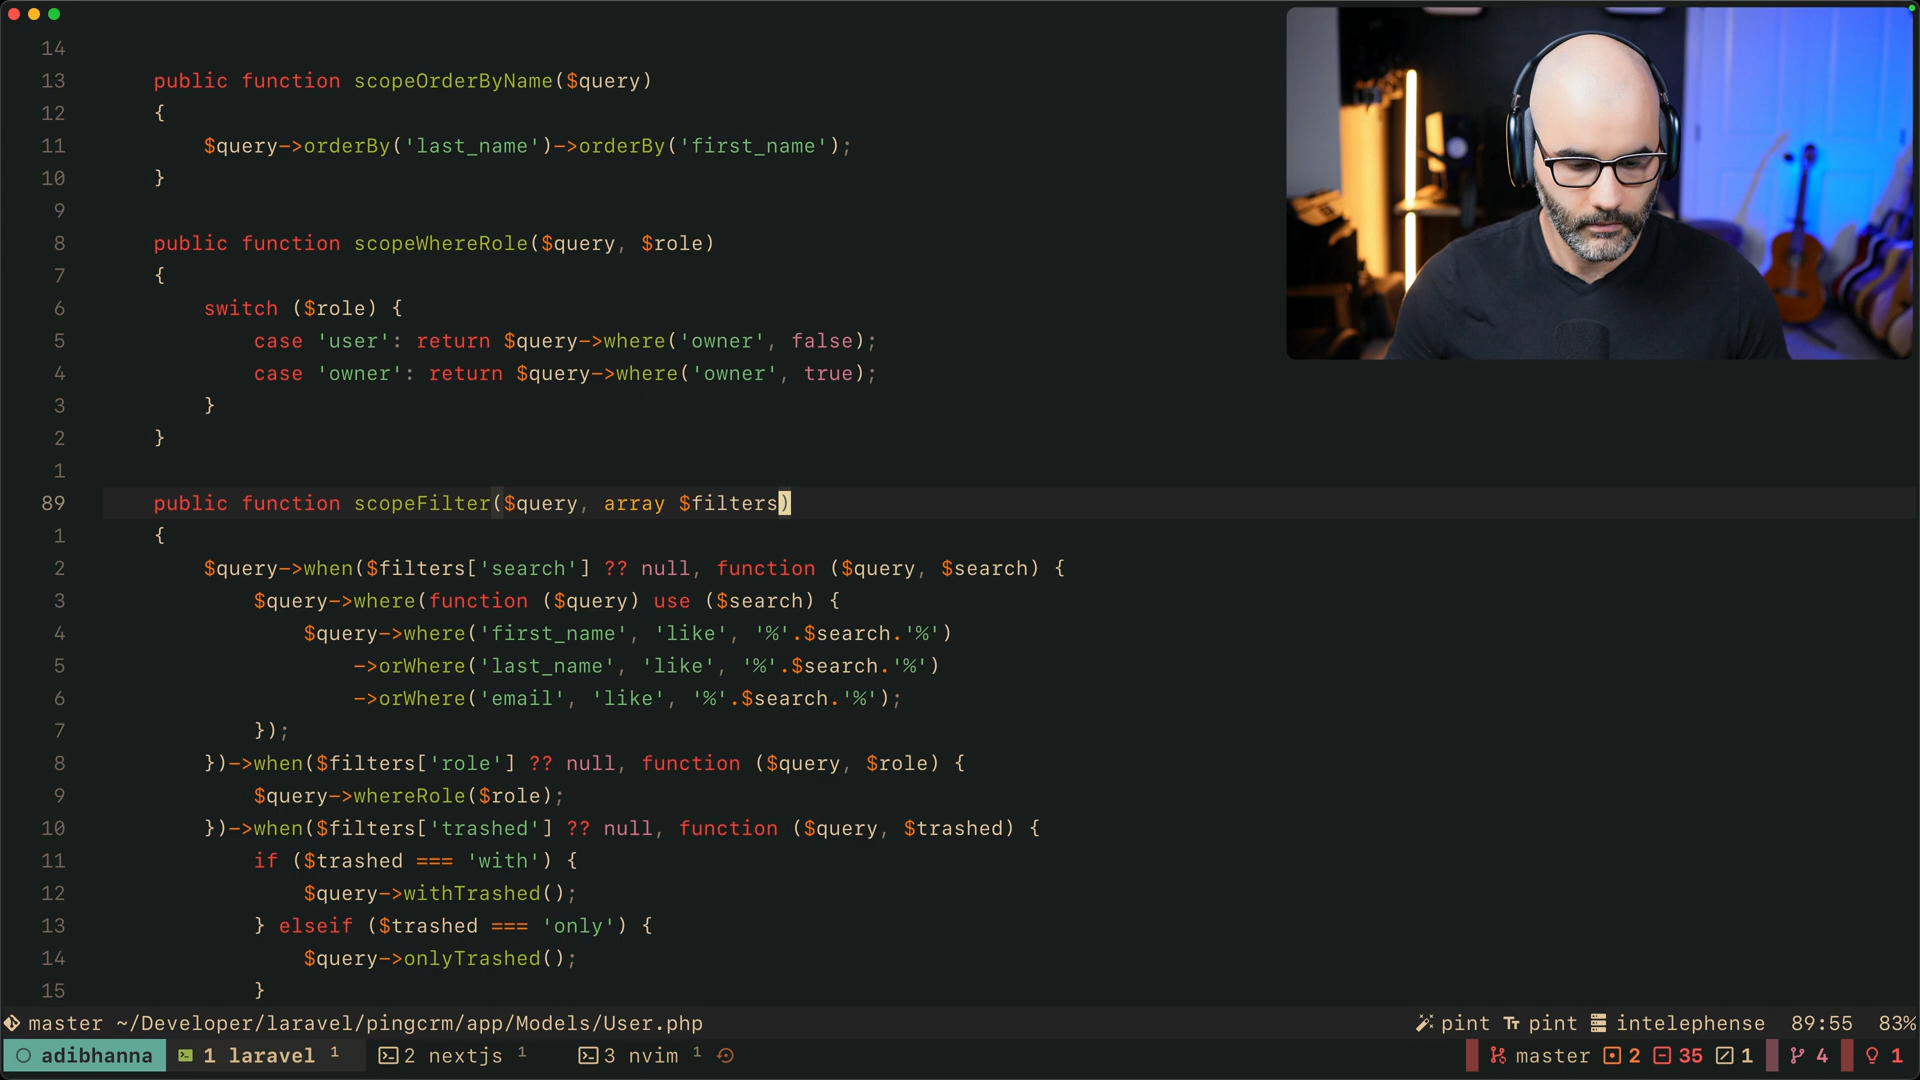 14
13 public function scopeOrderByName($query)
12 {
11 $query->orderBy('last_name')->orderBy('first_name');
10 }
9
8 public function scopeWhereRole($query, $role)
7 {
6 switch ($role) {
5 case 'user': return $query->where('owner', false);
4 case 'owner': return $query->where('owner', true);
3 }
2 }
1
89 public function scopeFilter($query, array $filters)
1 {
2 $query->when($filters['search'] ?? null, function ($query, $search) {
3 $query->where(function ($query) use ($search) {
4 $query->where('first_name', 'like', '%'.$search.'%')
5 ->orWhere('last_name', 'like', '%'.$search.'%')
6 ->orWhere('email', 'like', '%'.$search.'%');
7 });
8 })->when($filters['role'] ?? null, function ($query, $role) {
9 $query->whereRole($role);
10 })->when($filters['trashed'] ?? null, function ($query, $trashed) {
11 if ($trashed === 'with') {
12 $query->withTrashed();
13 } elseif ($trashed === 'only') {
14 $query->onlyTrashed();
15 }
master ~/Developer/laravel/pingcrm/app/Models/User.php pint Tт pint intelephense 89:55 83%
adibhanna 1 laravel 1 2 nextjs 1 3 nvim 1 master 2 35 1 4 1